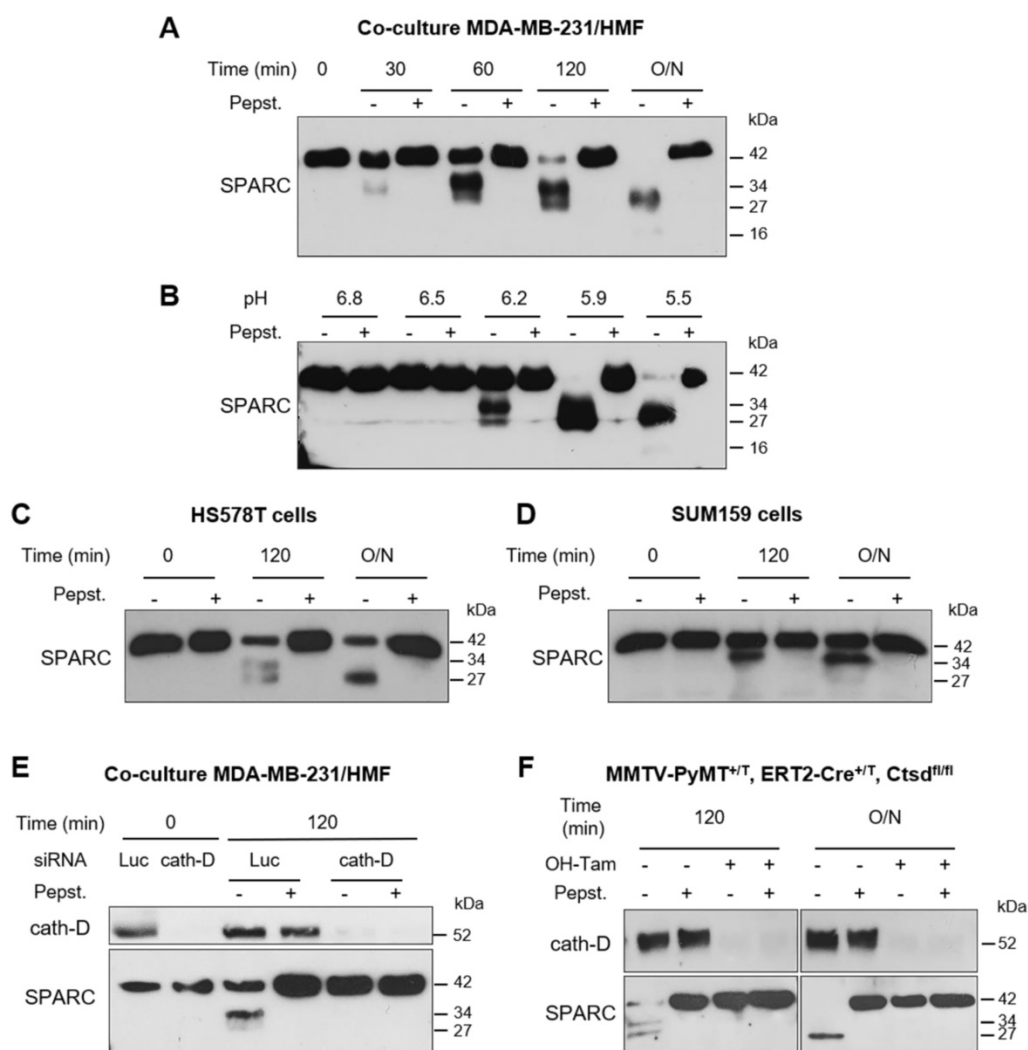 A Co-culture MDA-MB-231/HMF
Time (min) 0 30 60 120 O/N
Pepst. - + - + - + - +
kDa
SPARC
42
34
27
16
B pH 6.8 6.5 6.2 5.9 5.5
Pepst. - + - + - + - + - +
kDa
SPARC
42
34
27
16
C HS578T cells
Time (min) 0 120 O/N
Pepst. - + - + - +
kDa
SPARC
42
34
27
D SUM159 cells
Time (min) 0 120 O/N
Pepst. - + - + - +
kDa
SPARC
42
34
27
E Co-culture MDA-MB-231/HMF
Time (min) 0 120
siRNA Luc cath-D Luc cath-D
Pepst. - + - +
kDa
cath-D 52
SPARC
42
34
27
F MMTV-PyMT+/T, ERT2-Cre+/T, Ctsdfl/fl
Time
(min) 120 O/N
OH-Tam - - + + - - + +
Pepst. - + - + - + - +
kDa
cath-D 52
SPARC
42
34
27